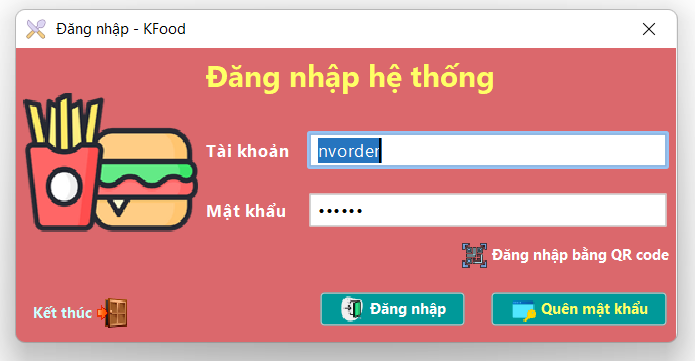 Đăng nhập - KFood
Đăng nhập hệ thống
Tài khoản
nvorder
Mật khẩu
••••••
Đăng nhập bằng QR code
Kết thúc
Đăng nhập
Quên mật khẩu